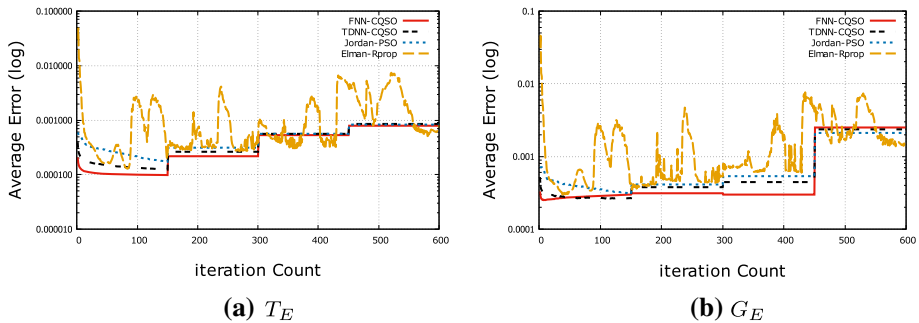 FNN-CQSO
TDNN-CQSO
Jordan-PSO
Elman-Rprop
Average Error (log)
0.100000
0.010000
0.001000
0.000100
0.000010
0 100 200 300 400 500 600
iteration Count
(a) T_E
FNN-CQSO
TDNN-CQSO
Jordan-PSO
Elman-Rprop
Average Error (log)
0.1
0.01
0.001
0.0001
0 100 200 300 400 500 600
iteration Count
(b) G_E